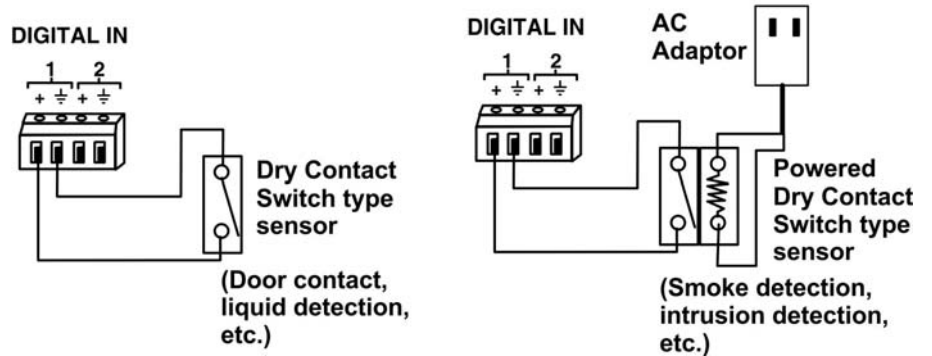 DIGITAL IN
1 2
+ ⏚ + ⏚
Dry Contact
Switch type
sensor
(Door contact,
liquid detection,
etc.)
DIGITAL IN
1 2
+ ⏚ + ⏚
AC
Adaptor
Powered
Dry Contact
Switch type
sensor
(Smoke detection,
intrusion detection,
etc.)